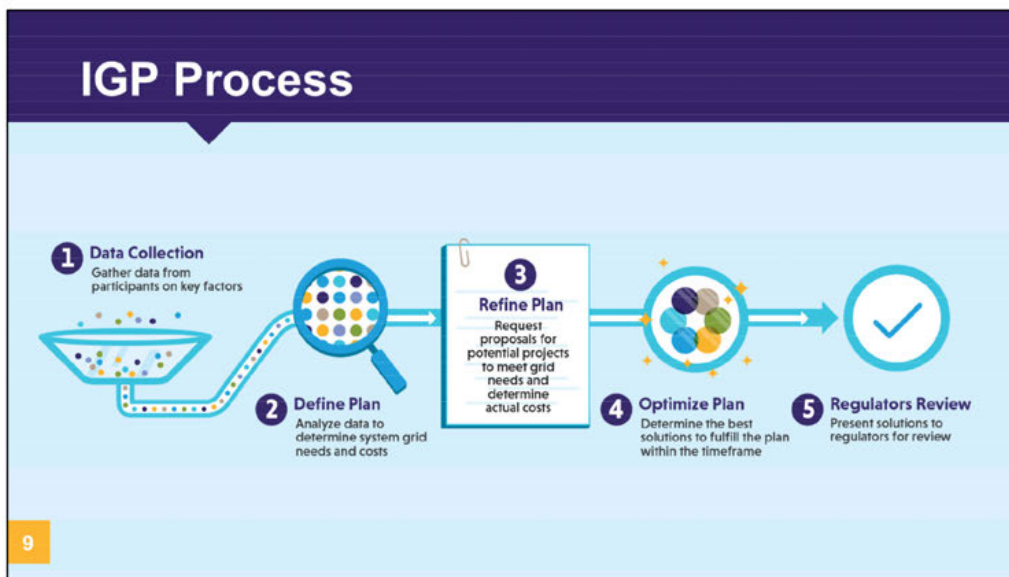 IGP Process
1 Data Collection
Gather data from
participants on key factors
2 Define Plan
Analyze data to
determine system grid
needs and costs
3
Refine Plan
Request
proposals for
potential projects
to meet grid
needs and
determine
actual costs
4 Optimize Plan
Determine the best
solutions to fulfill the plan
within the timeframe
5 Regulators Review
Present solutions to
regulators for review
9